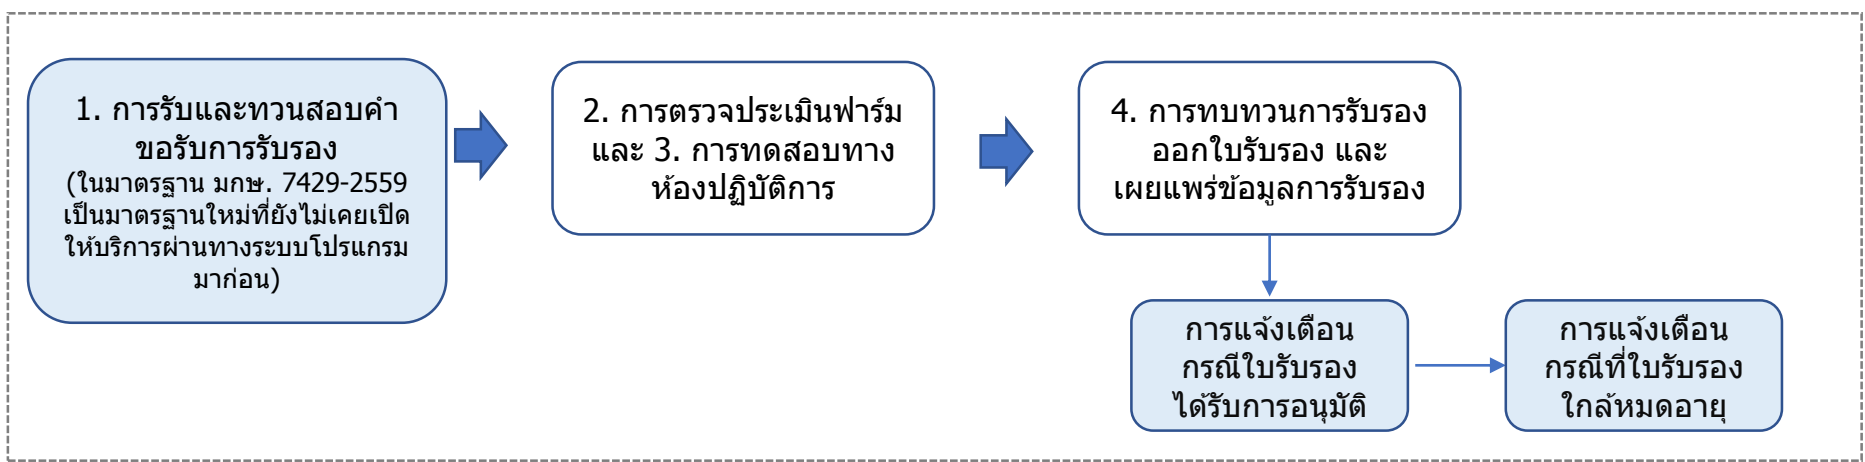 1. การรับและทวนสอบคำ
ขอรับการรับรอง
(ในมาตรฐาน มกษ. 7429-2559
เป็นมาตรฐานใหม่ที่ยังไม่เคยเปิด
ให้บริการผ่านทางระบบโปรแกรม
มาก่อน)
2. การตรวจประเมินฟาร์ม
และ 3. การทดสอบทาง
ห้องปฏิบัติการ
4. การทบทวนการรับรอง
ออกใบรับรอง และ
เผยแพร่ข้อมูลการรับรอง
การแจ้งเตือน
กรณีใบรับรอง
ได้รับการอนุมัติ
การแจ้งเตือน
กรณีที่ใบรับรอง
ใกล้หมดอายุ